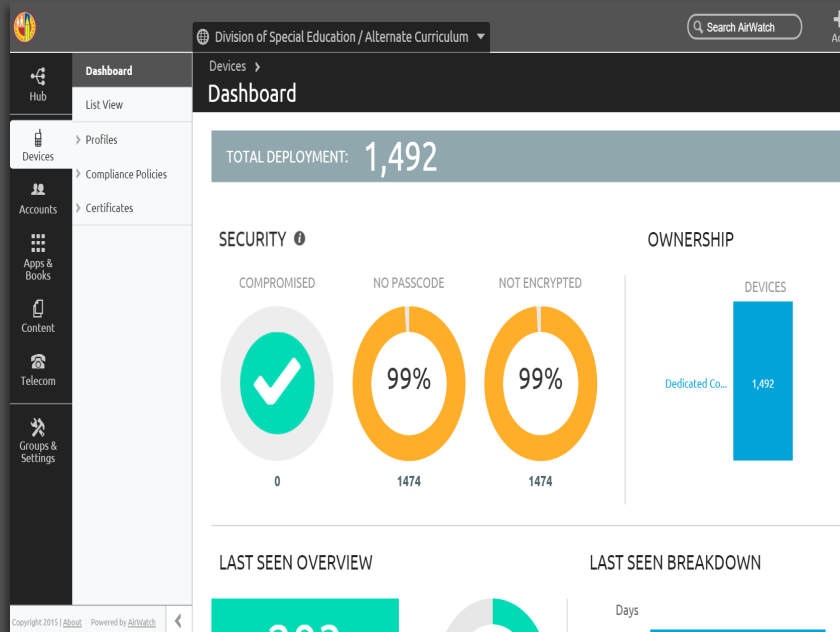 Division of Special Education / Alternate Curriculum
Search AirWatch
Hub
Devices
Accounts
Apps &
Books
Content
Telecom
Groups &
Settings
Dashboard
List View
Profiles
Compliance Policies
Certificates
Copyright 2015 | About Powered by AirWatch
Devices >
Dashboard
TOTAL DEPLOYMENT: 1,492
SECURITY
COMPROMISED NO PASSCODE NOT ENCRYPTED
99% 99%
0 1474 1474
OWNERSHIP
DEVICES
Dedicated Co... 1,492
LAST SEEN OVERVIEW
LAST SEEN BREAKDOWN
Days